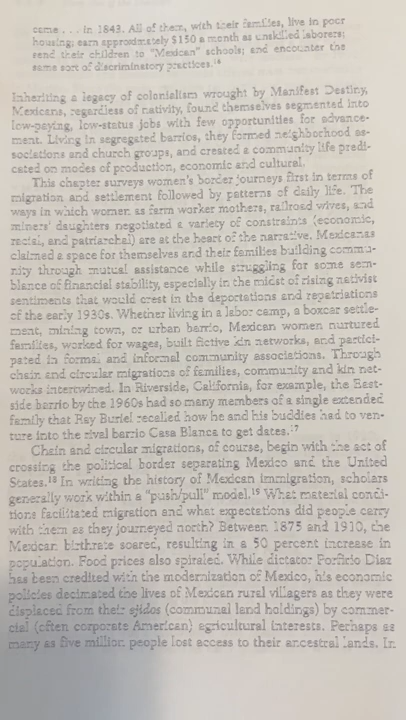 came . . . in 1843. All of them, with their families, live in poor
housing; earn approximately $150 a month as unskilled laborers;
send their children to "Mexican" schools; and encounter the
same sort of discriminatory practices.16
Inheriting a legacy of colonialism wrought by Manifest Destiny,
Mexicans, regardless of nativity, found themselves segmented into
low-paying, low-status jobs with few opportunities for advance-
ment. Living in segregated barrios, they formed neighborhood as-
sociations and church groups, and created a community life predi-
cated on modes of production, economic and cultural.
This chapter surveys women's border journeys first in terms of
migration and settlement followed by patterns of daily life. The
ways in which women as farm worker mothers, railroad wives, and
miners' daughters negotiated a variety of constraints (economic,
racial, and patriarchal) are at the heart of the narrative. Mexicanas
claimed a space for themselves and their families building commu-
nity through mutual assistance while struggling for some sem-
blance of financial stability, especially in the midst of rising nativist
sentiments that would crest in the deportations and repatriations
of the early 1930s. Whether living in a labor camp, a boxcar settle-
ment, mining town, or urban barrio, Mexican women nurtured
families, worked for wages, built fictive kin networks, and partici-
pated in formal and informal community associations. Through
chain and circular migrations of families, community and kin net-
works intertwined. In Riverside, California, for example, the East-
side barrio by the 1960s had so many members of a single extended
family that Ray Buriel recalled how he and his buddies had to ven-
ture into the rival barrio Casa Blanca to get dates.17
Chain and circular migrations, of course, begin with the act of
crossing the political border separating Mexico and the United
States.18 In writing the history of Mexican immigration, scholars
generally work within a "push/pull" model.19 What material condi-
tions facilitated migration and what expectations did people carry
with them as they journeyed north? Between 1875 and 1910, the
Mexican birthrate soared, resulting in a 50 percent increase in
population. Food prices also spiraled. While dictator Porfirio Díaz
has been credited with the modernization of Mexico, his economic
policies decimated the lives of Mexican rural villagers as they were
displaced from their ejidos (communal land holdings) by commer-
cial (often corporate American) agricultural interests. Perhaps as
many as five million people lost access to their ancestral lands. In